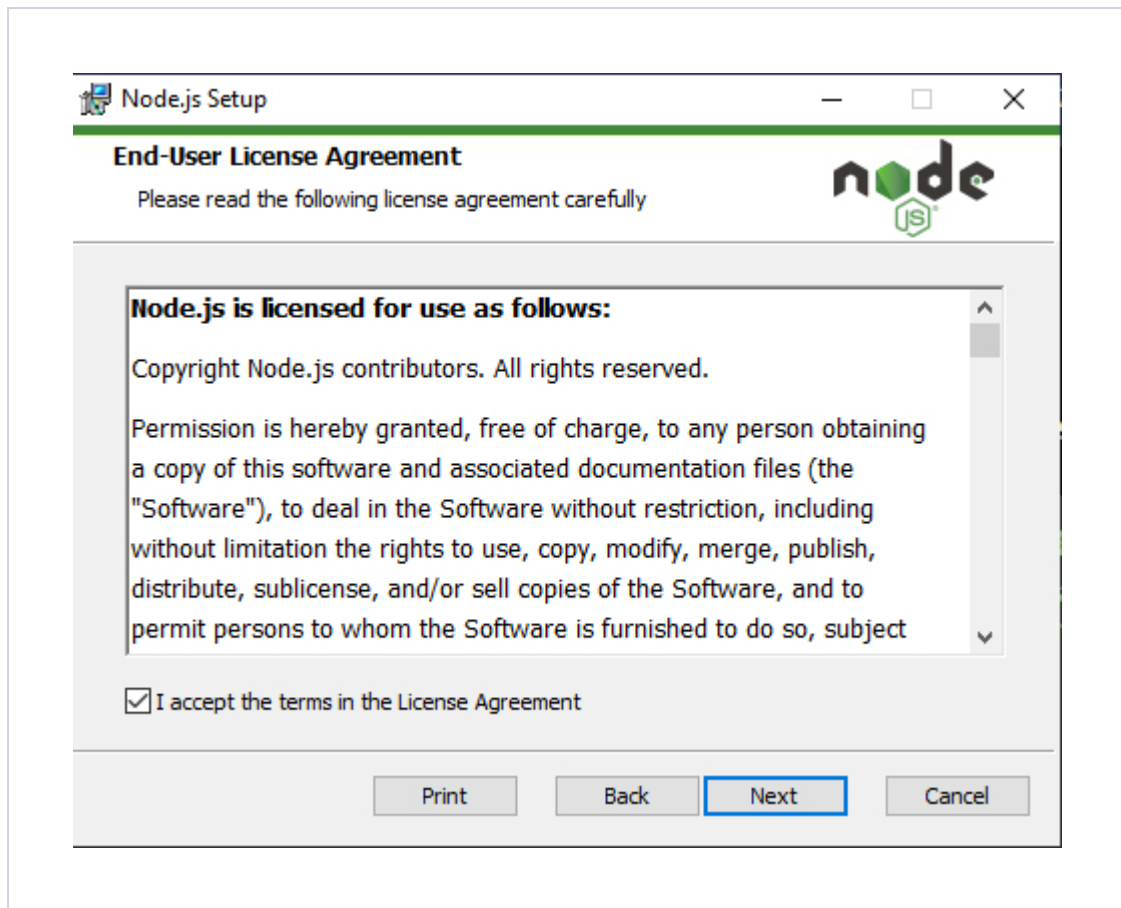 Node.js Setup
End-User License Agreement
Please read the following license agreement carefully
node
JS
Node.js is licensed for use as follows:
Copyright Node.js contributors. All rights reserved.
Permission is hereby granted, free of charge, to any person obtaining
a copy of this software and associated documentation files (the
"Software"), to deal in the Software without restriction, including
without limitation the rights to use, copy, modify, merge, publish,
distribute, sublicense, and/or sell copies of the Software, and to
permit persons to whom the Software is furnished to do so, subject
I accept the terms in the License Agreement
Print Back Next Cancel